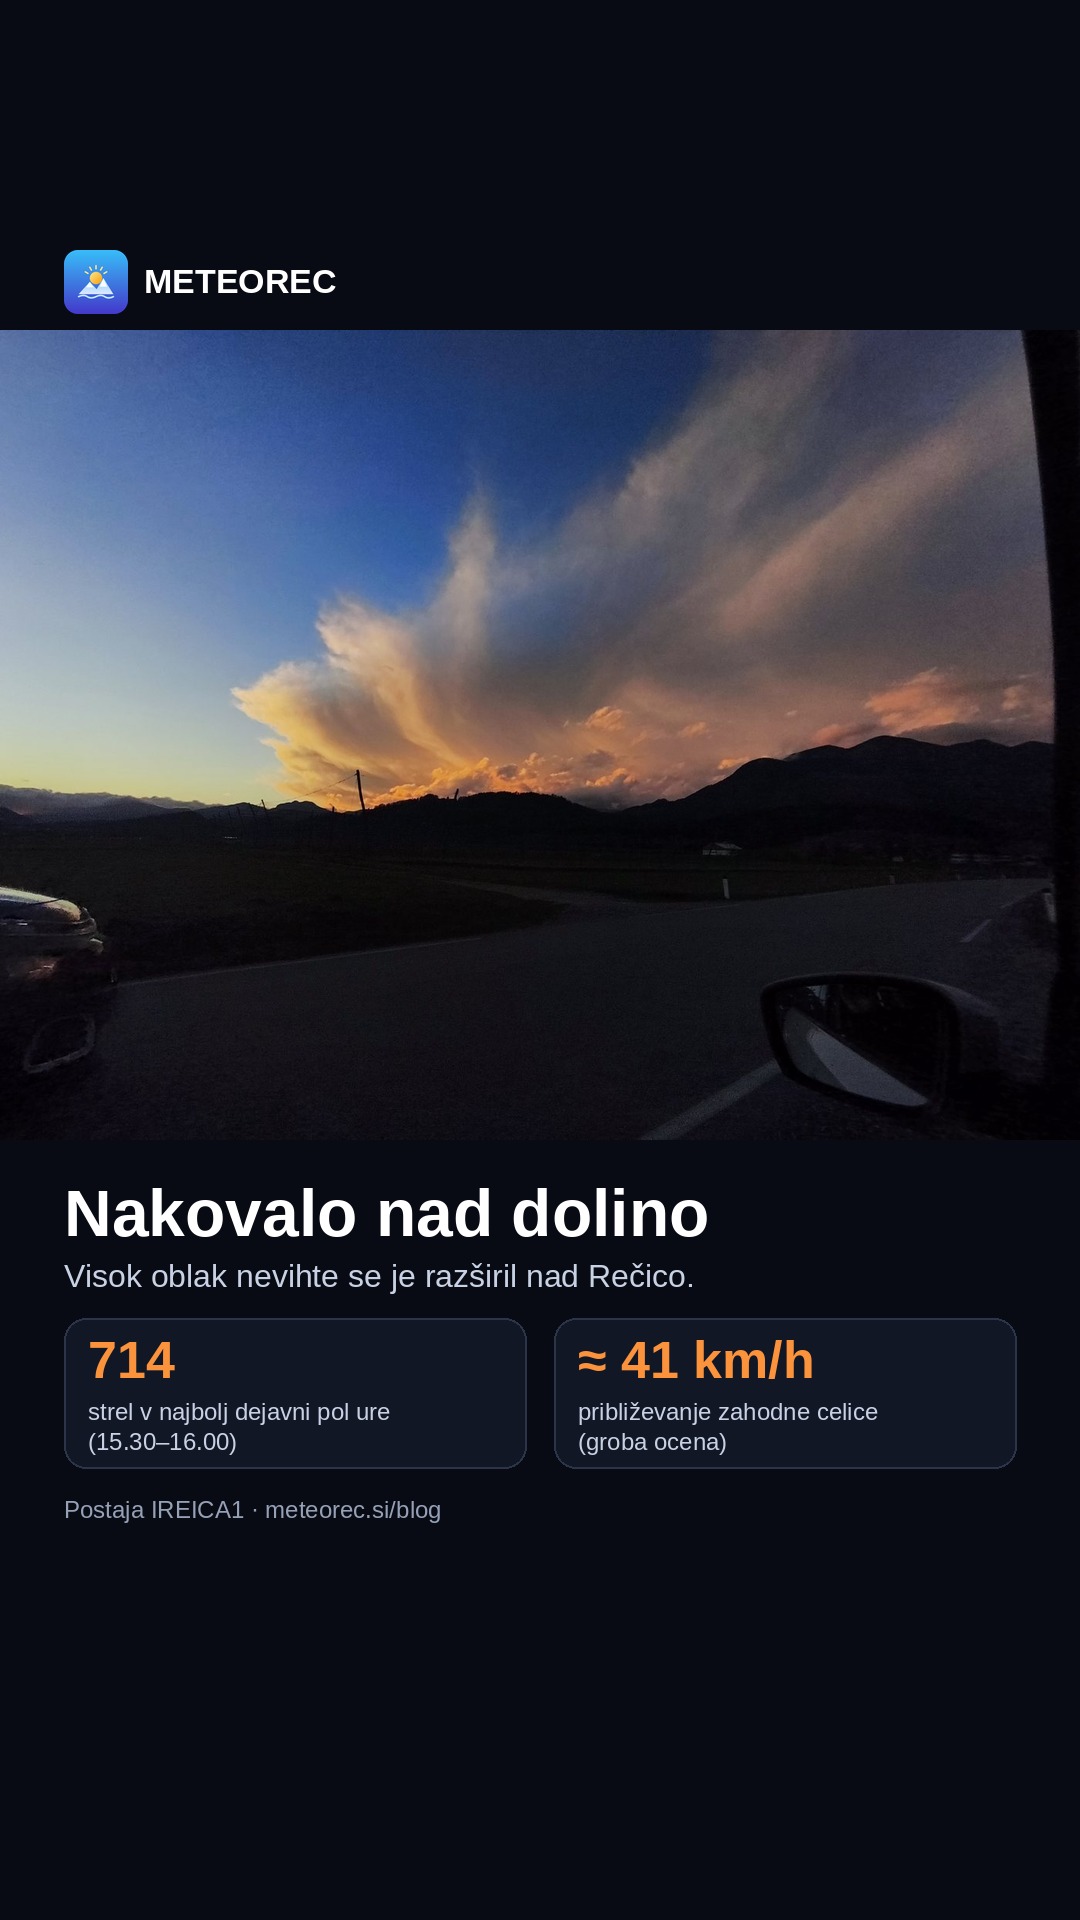 METEOREC
Nakovalo nad dolino
Visok oblak nevihte se je razširil nad Rečico.
714
strel v najbolj dejavni pol ure
(15.30–16.00)
≈ 41 km/h
približevanje zahodne celice
(groba ocena)
Postaja IREICA1 · meteorec.si/blog